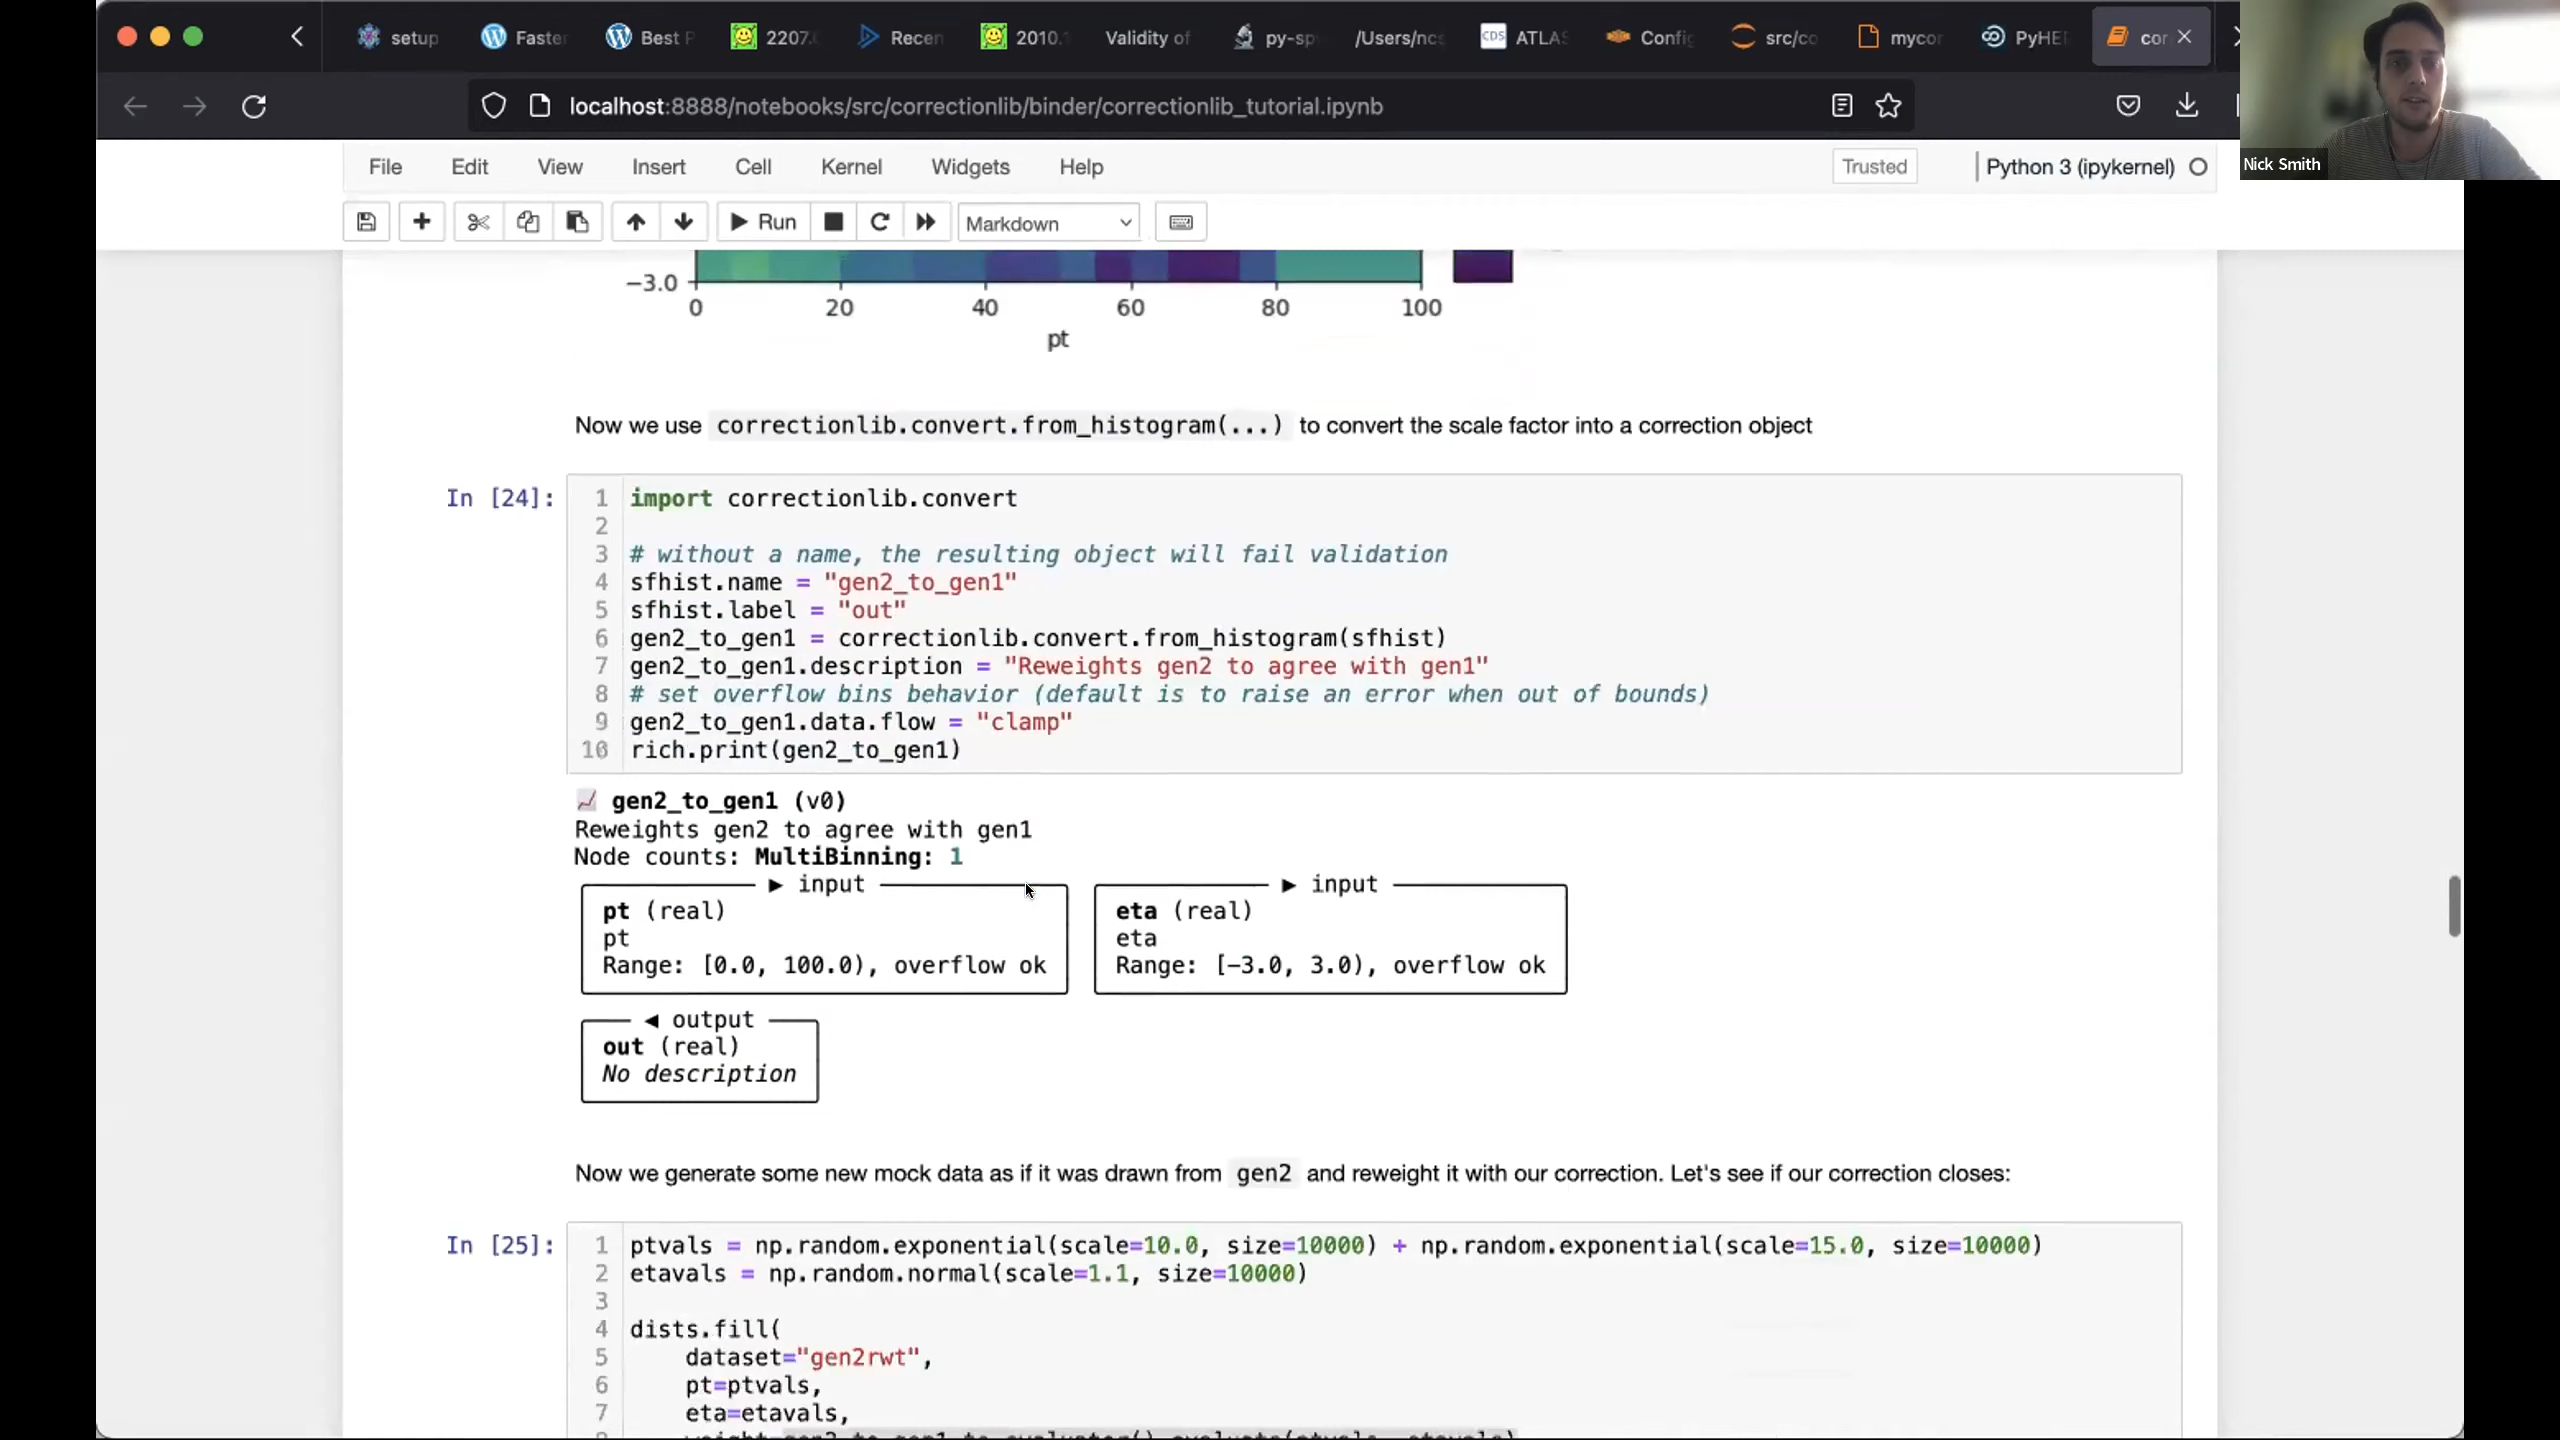 setup
Faster
Best P
2207.
Recen
2010.
Validity of
py-sp
/Users/ncs
CDS
ATLAS
Config
src/co
mycor
PyHE
cor
localhost:8888/notebooks/src/correctionlib/binder/correctionlib_tutorial.ipynb
Nick Smith
File Edit View Insert Cell Kernel Widgets Help
Trusted
Python 3 (ipykernel)
Run
Markdown
−3.0
0 20 40 60 80 100
pt
Now we use correctionlib.convert.from_histogram(...) to convert the scale factor into a correction object
In [24]:
1 import correctionlib.convert
2
3 # without a name, the resulting object will fail validation
4 sfhist.name = "gen2_to_gen1"
5 sfhist.label = "out"
6 gen2_to_gen1 = correctionlib.convert.from_histogram(sfhist)
7 gen2_to_gen1.description = "Reweights gen2 to agree with gen1"
8 # set overflow bins behavior (default is to raise an error when out of bounds)
9 gen2_to_gen1.data.flow = "clamp"
10 rich.print(gen2_to_gen1)
gen2_to_gen1 (v0)
Reweights gen2 to agree with gen1
Node counts: MultiBinning: 1
▶ input ▶ input
pt (real) eta (real)
pt eta
Range: [0.0, 100.0), overflow ok Range: [-3.0, 3.0), overflow ok
◀ output
out (real)
No description
Now we generate some new mock data as if it was drawn from gen2 and reweight it with our correction. Let's see if our correction closes:
In [25]:
1 ptvals = np.random.exponential(scale=10.0, size=10000) + np.random.exponential(scale=15.0, size=10000)
2 etavals = np.random.normal(scale=1.1, size=10000)
3
4 dists.fill(
5 dataset="gen2rwt",
6 pt=ptvals,
7 eta=etavals,